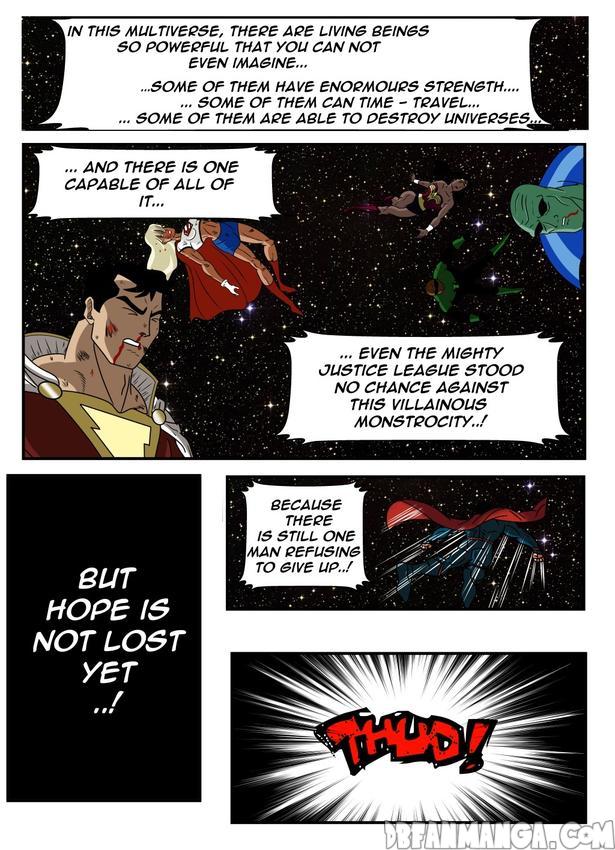 IN THIS MULTIVERSE, THERE ARE LIVING BEINGS
SO POWERFUL THAT YOU CAN NOT
EVEN IMAGINE...
...SOME OF THEM HAVE ENORMOURS STRENGTH....
... SOME OF THEM CAN TIME - TRAVEL...
... SOME OF THEM ARE ABLE TO DESTROY UNIVERSES...
... AND THERE IS ONE
CAPABLE OF ALL OF
IT...
... EVEN THE MIGHTY
JUSTICE LEAGUE STOOD
NO CHANCE AGAINST
THIS VILLAINOUS
MONSTROCITY..!
BUT
HOPE IS
NOT LOST
YET
..!
BECAUSE
THERE
IS STILL ONE
MAN REFUSING
TO GIVE UP..!
THUD!
DBFANMANGA.COM